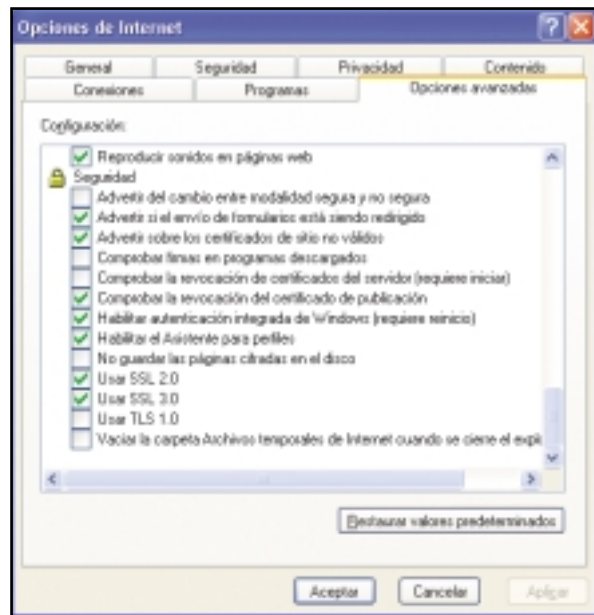 Opciones de Internet
General Seguridad Privacidad Contenido
Conexiones Programas Opciones avanzadas
Configuración:
Reproducir sonidos en páginas web
Seguridad
Advertir del cambio entre modalidad segura y no segura
Advertir si el envío de formularios está siendo redirigido
Advertir sobre los certificados de sitio no válidos
Comprobar firmas en programas descargados
Comprobar la revocación de certificados del servidor (requiere iniciar)
Comprobar la revocación del certificado de publicación
Habilitar autenticación integrada de Windows (requiere reinicio)
Habilitar el Asistente para perfiles
No guardar las páginas cifradas en el disco
Usar SSL 2.0
Usar SSL 3.0
Usar TLS 1.0
Vaciar la carpeta Archivos temporales de Internet cuando se cierre el expl
Restaurar valores predeterminados
Aceptar Cancelar Aplicar